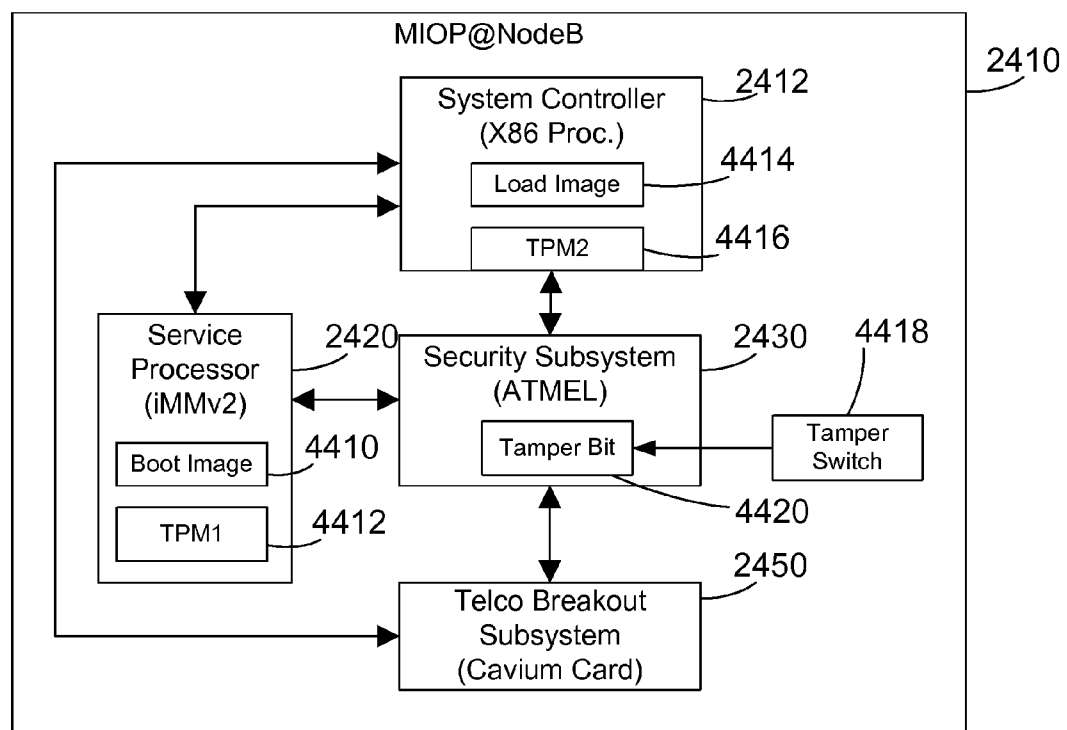 MIOP@NodeB
2410
System Controller
(X86 Proc.)
2412
Load Image
4414
TPM2
4416
Service
Processor
(iMMv2)
2420
Boot Image
4410
TPM1
4412
Security Subsystem
(ATMEL)
2430
Tamper Bit
4420
Tamper
Switch
4418
Telco Breakout
Subsystem
(Cavium Card)
2450